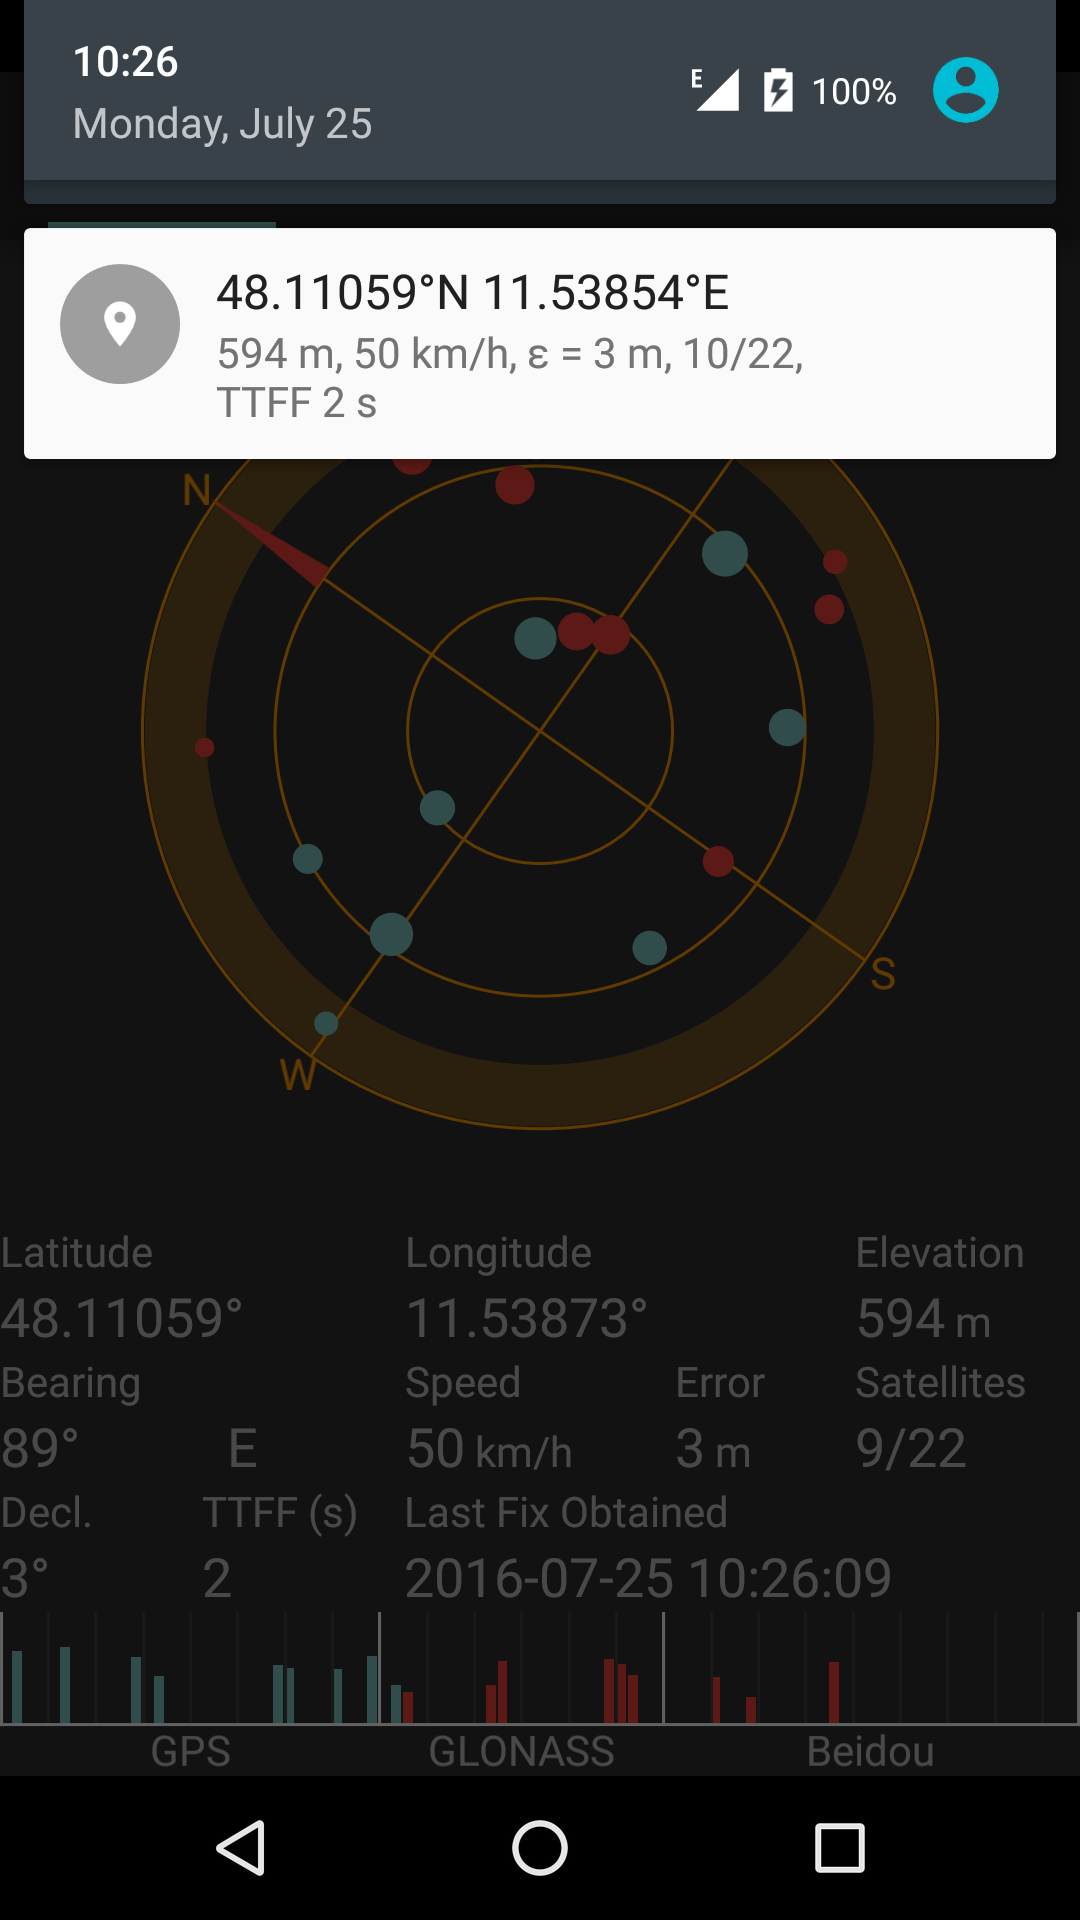 10:26
E 100%
Monday, July 25
48.11059°N 11.53854°E
594 m, 50 km/h, ε = 3 m, 10/22,
TTFF 2 s
N
S
W
Latitude Longitude Elevation
48.11059° 11.53873° 594 m
Bearing Speed Error Satellites
89° E 50 km/h 3 m 9/22
Decl. TTFF (s) Last Fix Obtained
3° 2 2016-07-25 10:26:09
GPS GLONASS Beidou